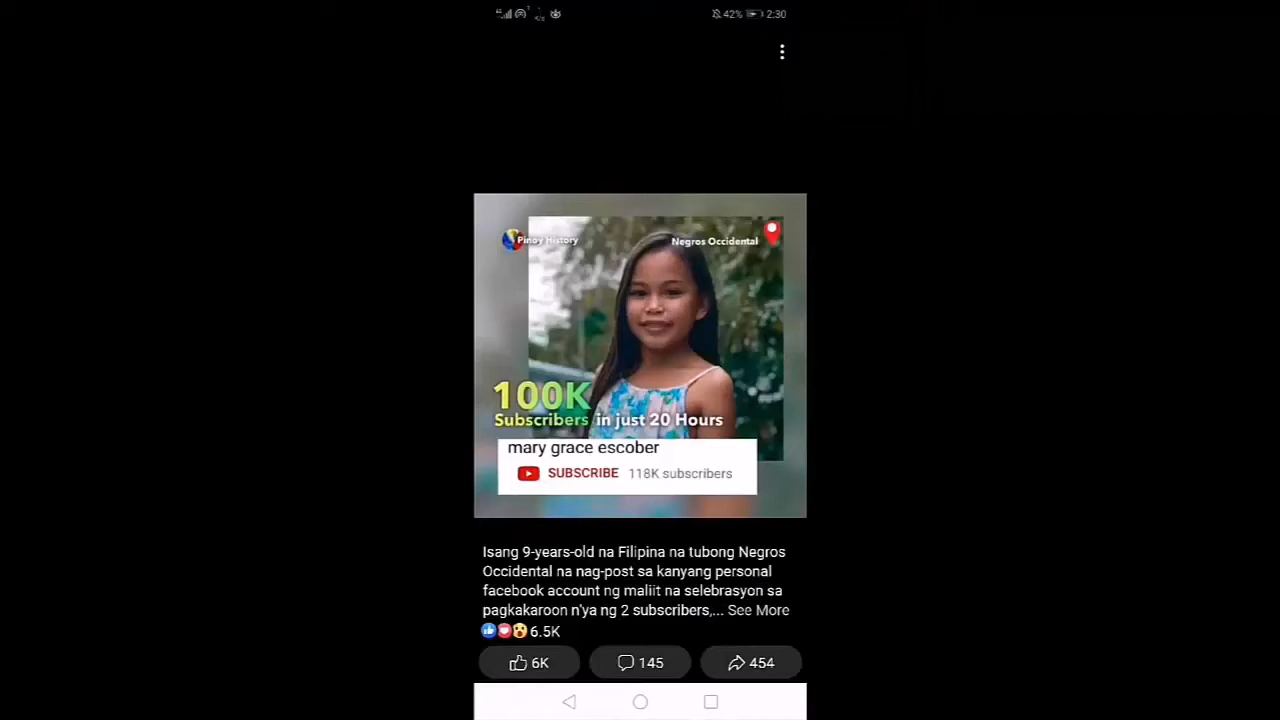 42% 2:30
Pinoy History
Negros Occidental
100K
Subscribers in just 20 Hours
mary grace escober
SUBSCRIBE 118K subscribers
Isang 9-years-old na Filipina na tubong Negros
Occidental na nag-post sa kanyang personal
facebook account ng maliit na selebrasyon sa
pagkakaroon n'ya ng 2 subscribers,... See More
6.5K
6K 145 454